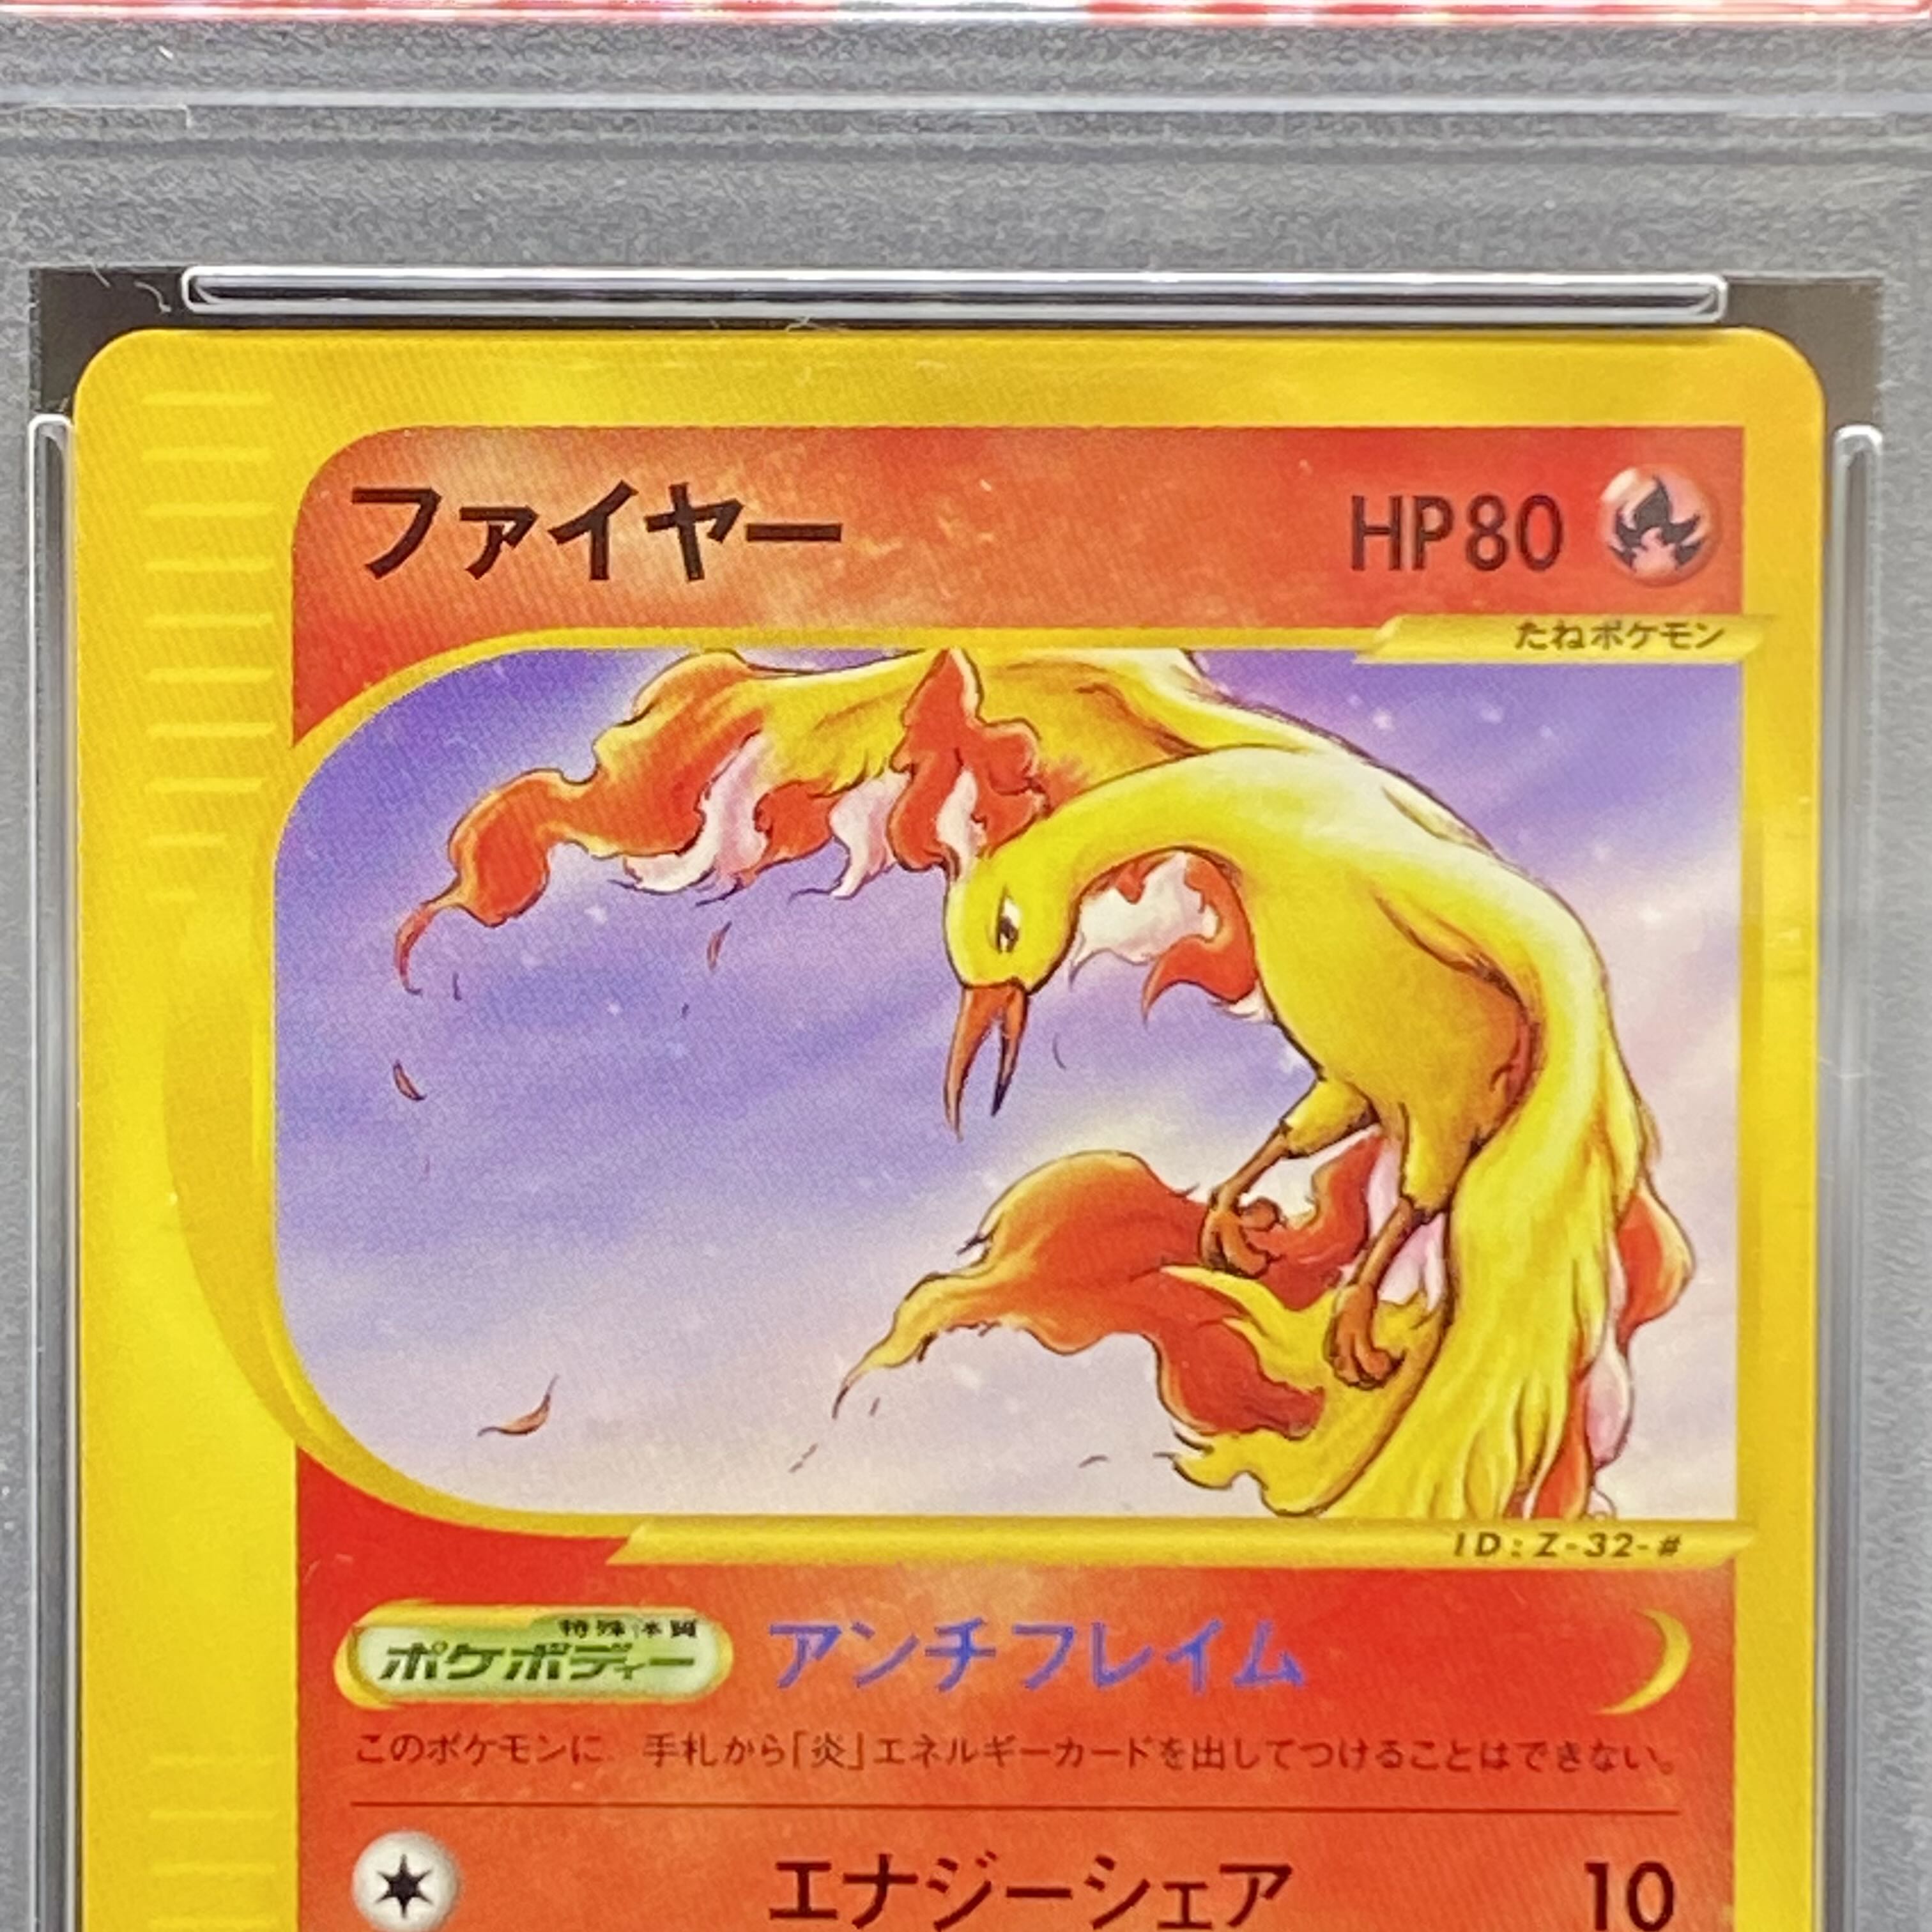 ファイヤー HP80
たねポケモン
ID:Z-32-#
特殊体質
ポケボディー アンチフレイム
このポケモンに、手札から「炎」エネルギーカードを出してつけることはできない。
エナジーシェア 10